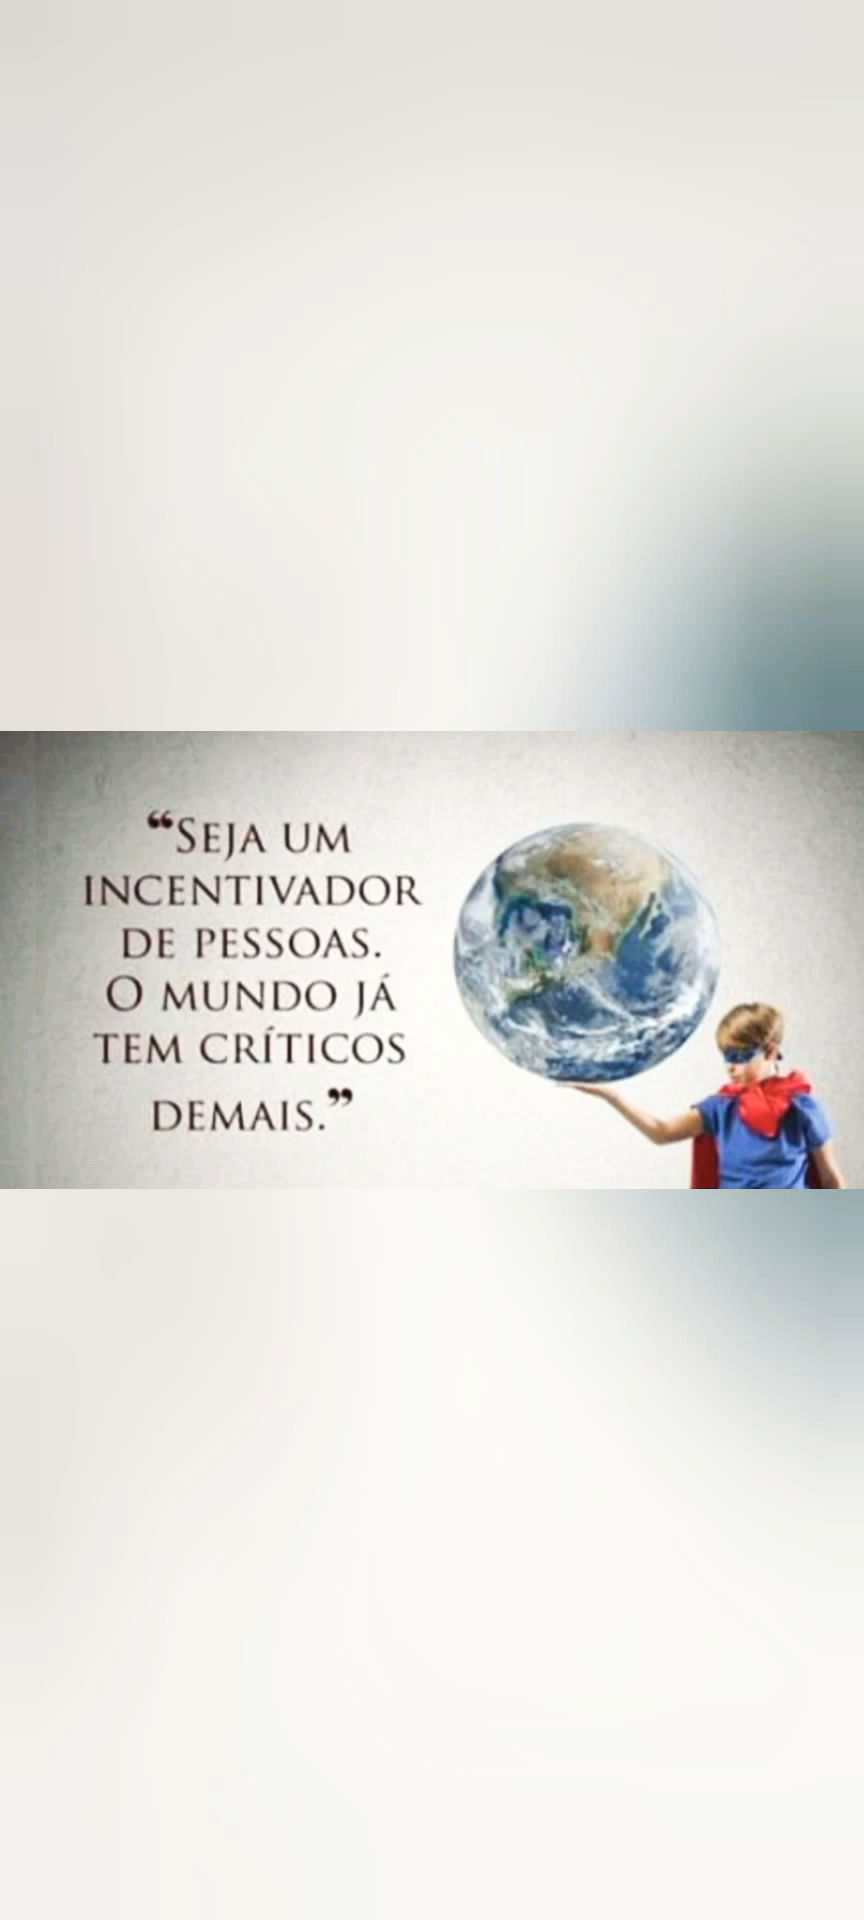 “Seja um
incentivador
de pessoas.
O mundo já
tem críticos
demais.”